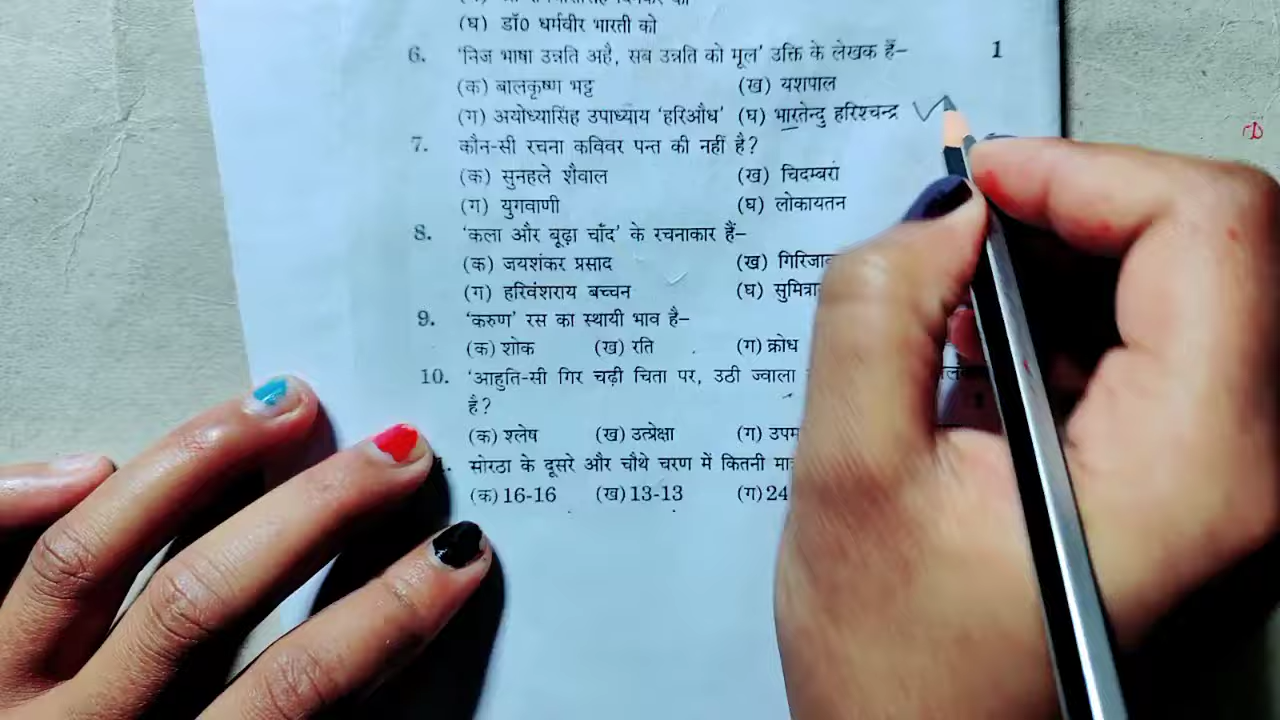 (घ) डॉ0 धर्मवीर भारती को
6. 'निज भाषा उन्नति अहै, सब उन्नति को मूल' उक्ति के लेखक हैं– 1
(क) बालकृष्ण भट्ट (ख) यशपाल
(ग) अयोध्यासिंह उपाध्याय 'हरिऔध' (घ) भारतेन्दु हरिश्चन्द्र
7. कौन-सी रचना कविवर पन्त की नहीं है?
(क) सुनहले शैवाल (ख) चिदम्बरा
(ग) युगवाणी (घ) लोकायतन
8. 'कला और बूढ़ा चाँद' के रचनाकार हैं–
(क) जयशंकर प्रसाद (ख)
(ग) हरिवंशराय बच्चन (घ)
9. 'करुण' रस का स्थायी भाव है–
(क) शोक (ख) रति (ग) क्रोध
10. 'आहुति-सी गिर चढ़ी चिता पर, उठी ज्वाला
है?
(क) श्लेष (ख) उत्प्रेक्षा (ग)
सोरठा के दूसरे और चौथे चरण में कितनी
(क) 16-16 (ख) 13-13 (ग) 24